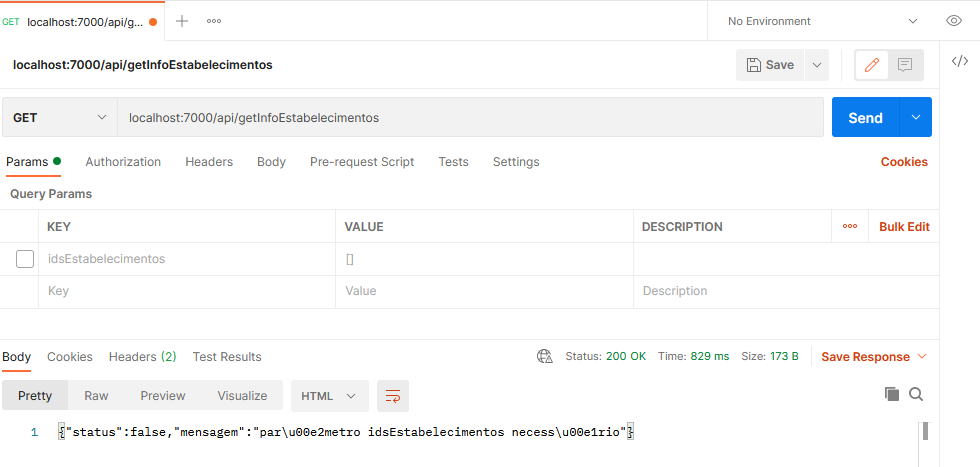 GET localhost:7000/api/g...
No Environment
localhost:7000/api/getInfoEstabelecimentos
Save
GET localhost:7000/api/getInfoEstabelecimentos Send
Params Authorization Headers Body Pre-request Script Tests Settings Cookies
Query Params
KEY VALUE DESCRIPTION Bulk Edit
idsEstabelecimentos []
Key Value Description
Body Cookies Headers (2) Test Results Status: 200 OK Time: 829 ms Size: 173 B Save Response
Pretty Raw Preview Visualize HTML
1 {"status":false,"mensagem":"par\u00e2metro idsEstabelecimentos necess\u00e1rio"}